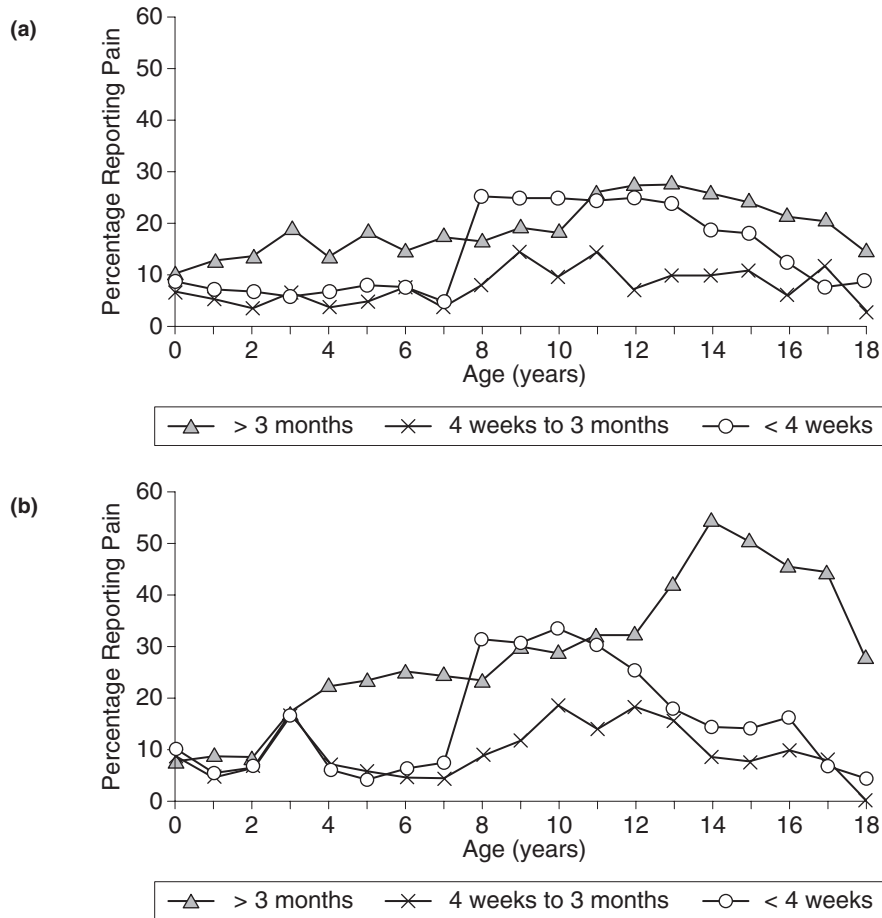 (a)
Percentage Reporting Pain
60
50
40
30
20
10
0
0 2 4 6 8 10 12 14 16 18
Age (years)
> 3 months 4 weeks to 3 months < 4 weeks
(b)
Percentage Reporting Pain
60
50
40
30
20
10
0
0 2 4 6 8 10 12 14 16 18
Age (years)
> 3 months 4 weeks to 3 months < 4 weeks